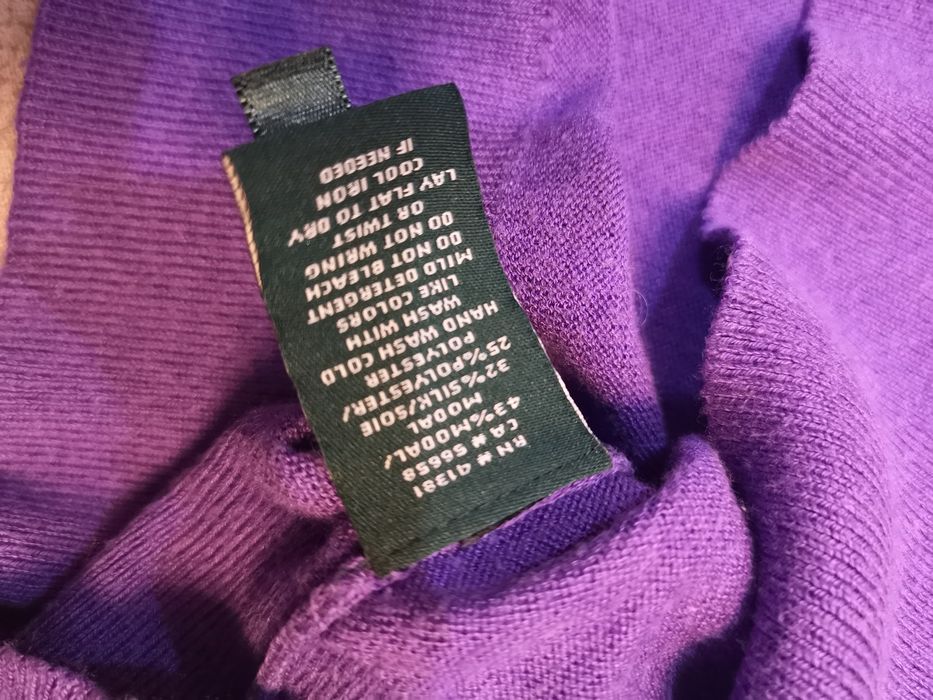 RN # 41381
CA # 56658
43%MODAL/
MODAL
32%SILK/SOIE
25%POLYESTER/
POLYESTER
HAND WASH COLD
WASH WITH
LIKE COLORS
MILD DETERGENT
DO NOT BLEACH
DO NOT WRING
OR TWIST
LAY FLAT TO DRY
COOL IRON
IF NEEDED